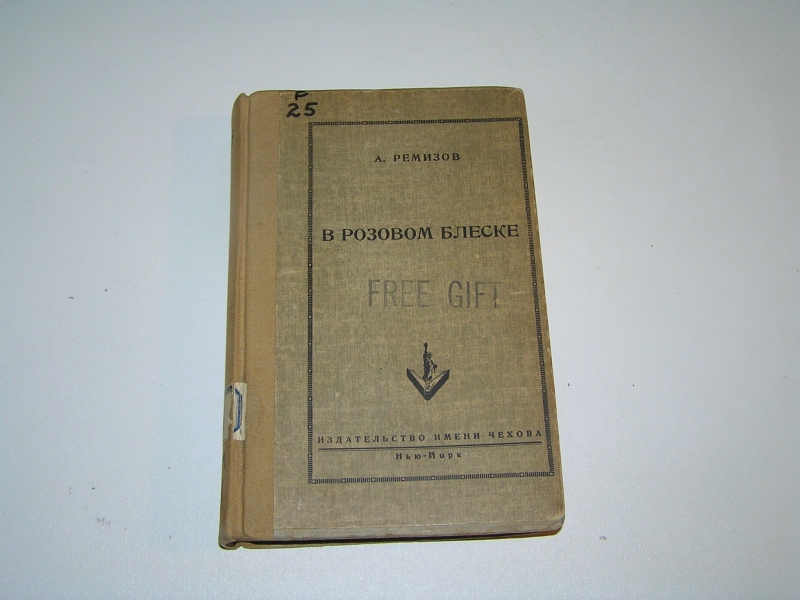 25
А. РЕМИЗОВ
В РОЗОВОМ БЛЕСКЕ
FREE GIFT
ИЗДАТЕЛЬСТВО ИМЕНИ ЧЕХОВА
Нью-Йорк